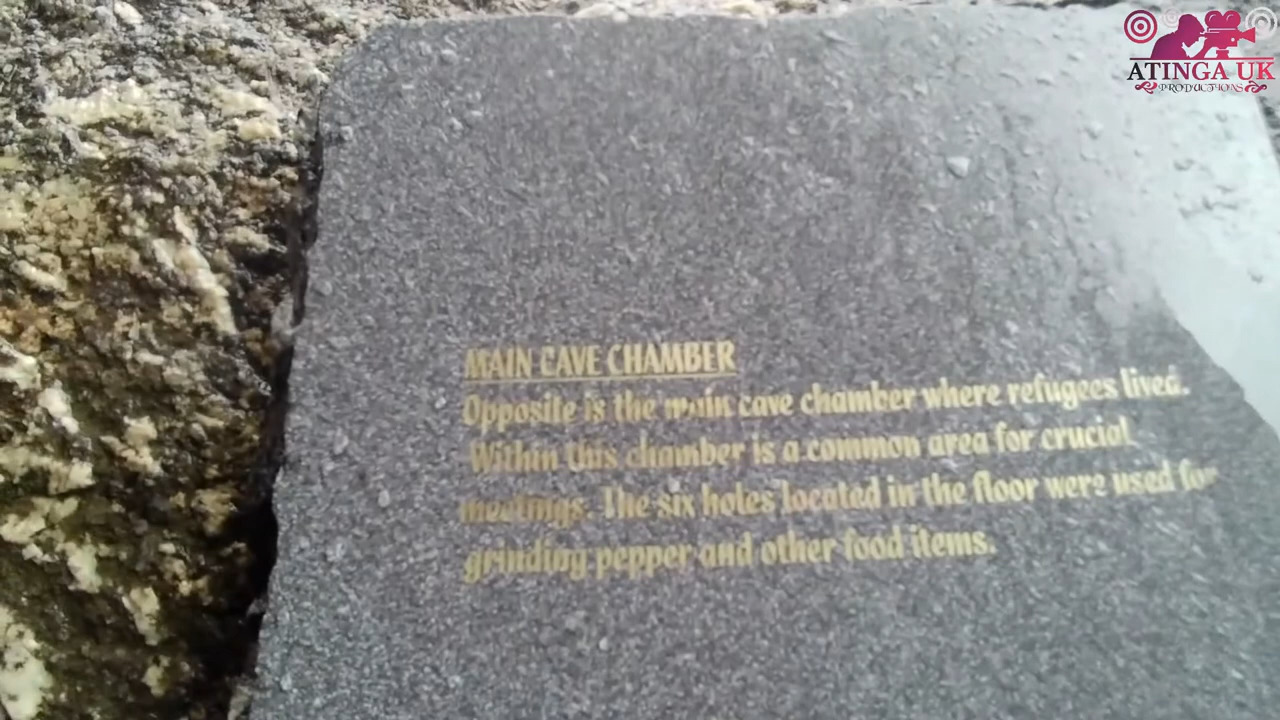 ATINGA UK
PRODUCTIONS
MAIN CAVE CHAMBER
Opposite is the main cave chamber where refugees lived.
Within this chamber is a common area for crucial
meetings. The six holes located in the floor were used for
grinding pepper and other food items.